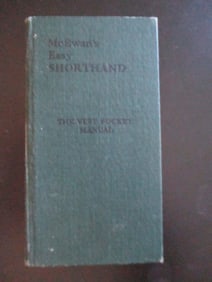 McEwan's
Easy
SHORTHAND
THE VEST POCKET
MANUAL